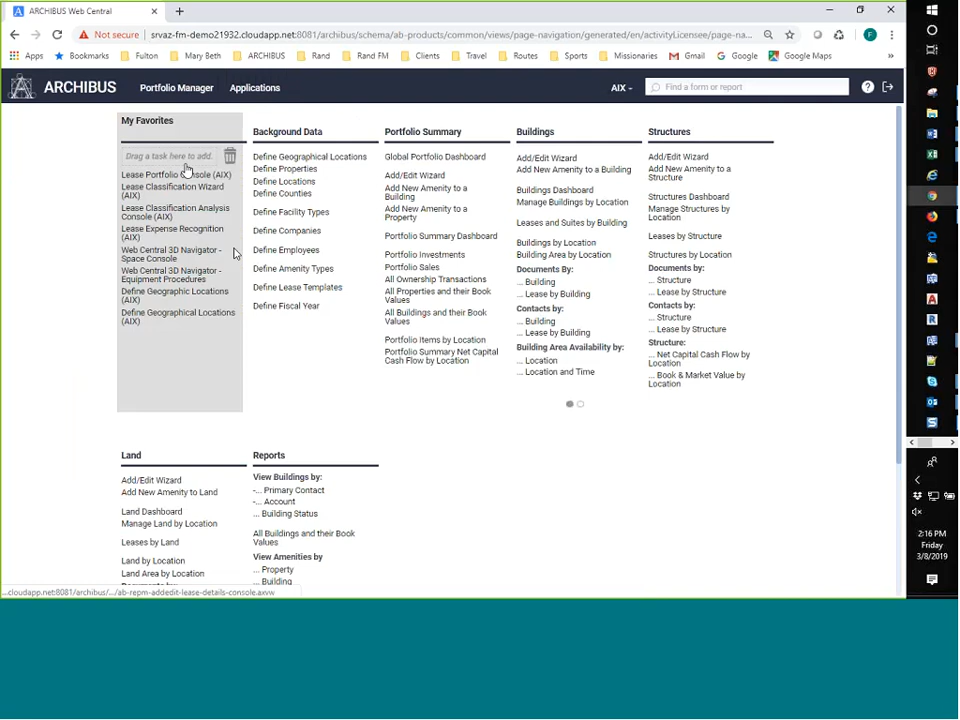 ARCHIBUS Web Central
Not secure
srvaz-fm-demo21932.cloudapp.net:8081/archibus/schema/ab-products/common/views/page-navigation/generated/en/activityLicensee/page-na...
Apps
Bookmarks
Fulton
Mary Beth
ARCHIBUS
Rand
Rand FM
Clients
Travel
Routes
Sports
Missionaries
Gmail
Google
Google Maps
»
ARCHIBUS
Portfolio Manager
Applications
AIX
Find a form or report
My Favorites
Drag a task here to add.
Lease Portfolio Console (AIX)
Lease Classification Wizard
(AIX)
Lease Classification Analysis
Console (AIX)
Lease Expense Recognition
(AIX)
Web Central 3D Navigator -
Space Console
Web Central 3D Navigator -
Equipment Procedures
Define Geographic Locations
(AIX)
Define Geographical Locations
(AIX)
Background Data
Define Geographical Locations
Define Properties
Define Locations
Define Counties
Define Facility Types
Define Companies
Define Employees
Define Amenity Types
Define Lease Templates
Define Fiscal Year
Portfolio Summary
Global Portfolio Dashboard
Add/Edit Wizard
Add New Amenity to a
Building
Add New Amenity to a
Property
Portfolio Summary Dashboard
Portfolio Investments
Portfolio Sales
All Ownership Transactions
All Properties and their Book
Values
All Buildings and their Book
Values
Portfolio Items by Location
Portfolio Summary Net Capital
Cash Flow by Location
Buildings
Add/Edit Wizard
Add New Amenity to a Building
Buildings Dashboard
Manage Buildings by Location
Leases and Suites by Building
Buildings by Location
Building Area by Location
Documents By:
... Building
... Lease by Building
Contacts by:
... Building
... Lease by Building
Building Area Availability by:
... Location
... Location and Time
Structures
Add/Edit Wizard
Add New Amenity to a
Structure
Structures Dashboard
Manage Structures by
Location
Leases by Structure
Structures by Location
Documents by:
... Structure
... Lease by Structure
Contacts by:
... Structure
... Lease by Structure
Structure:
... Net Capital Cash Flow by
Location
... Book & Market Value by
Location
Land
Add/Edit Wizard
Add New Amenity to Land
Land Dashboard
Manage Land by Location
Leases by Land
Land by Location
Land Area by Location
Reports
View Buildings by:
-... Primary Contact
-... Account
... Building Status
All Buildings and their Book
Values
View Amenities by
... Property
... Building
...cloudapp.net:8081/archibus/.../ab-repm-addedit-lease-details-console.axvw
2:16 PM
Friday
3/8/2019